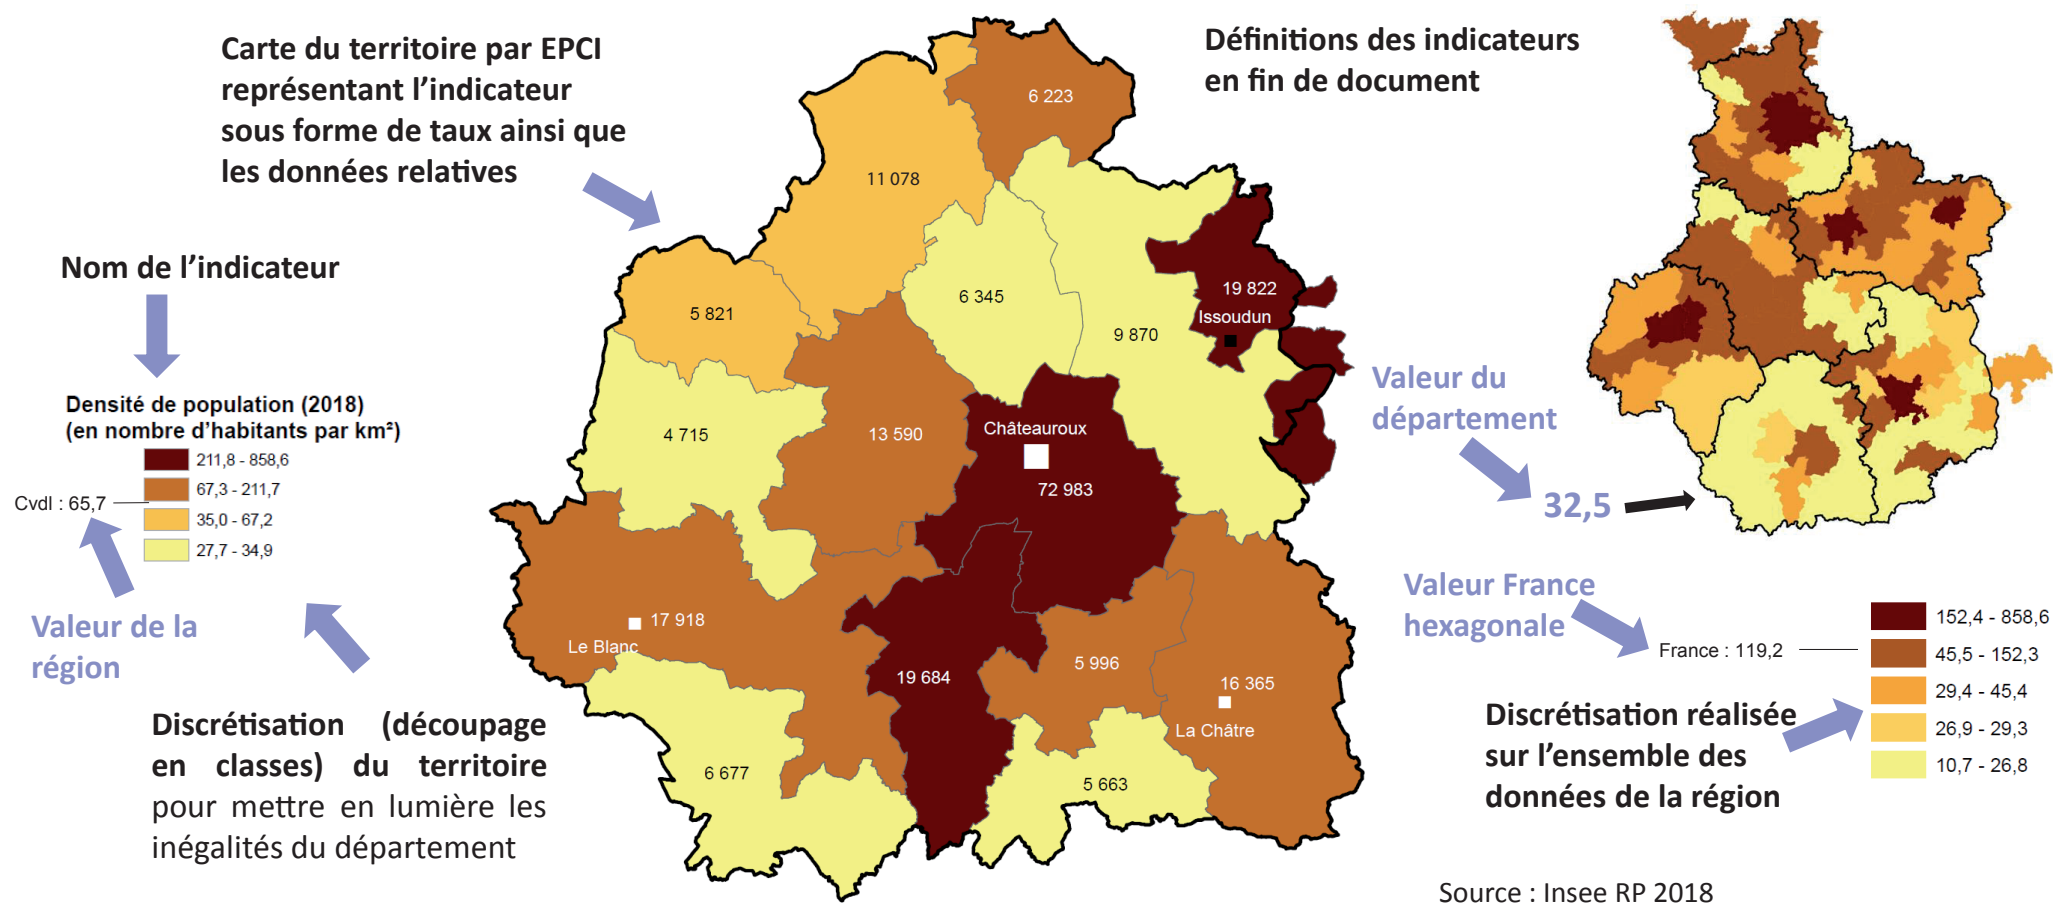 Carte du territoire par EPCI
représentant l'indicateur
sous forme de taux ainsi que
les données relatives
Définitions des indicateurs
en fin de document
Nom de l'indicateur
Densité de population (2018)
(en nombre d'habitants par km²)
211,8 - 858,6
67,3 - 211,7
35,0 - 67,2
27,7 - 34,9
Cvdl : 65,7
Valeur de la
région
Discrétisation (découpage
en classes) du territoire
pour mettre en lumière les
inégalités du département
6 223
11 078
19 822
Issoudun
6 345
5 821
9 870
4 715
13 590
Châteauroux
72 983
17 918
Le Blanc
19 684
5 996
16 365
La Châtre
6 677
5 663
Valeur du
département
32,5
Valeur France
hexagonale
France : 119,2
152,4 - 858,6
45,5 - 152,3
29,4 - 45,4
26,9 - 29,3
10,7 - 26,8
Discrétisation réalisée
sur l'ensemble des
données de la région
Source : Insee RP 2018